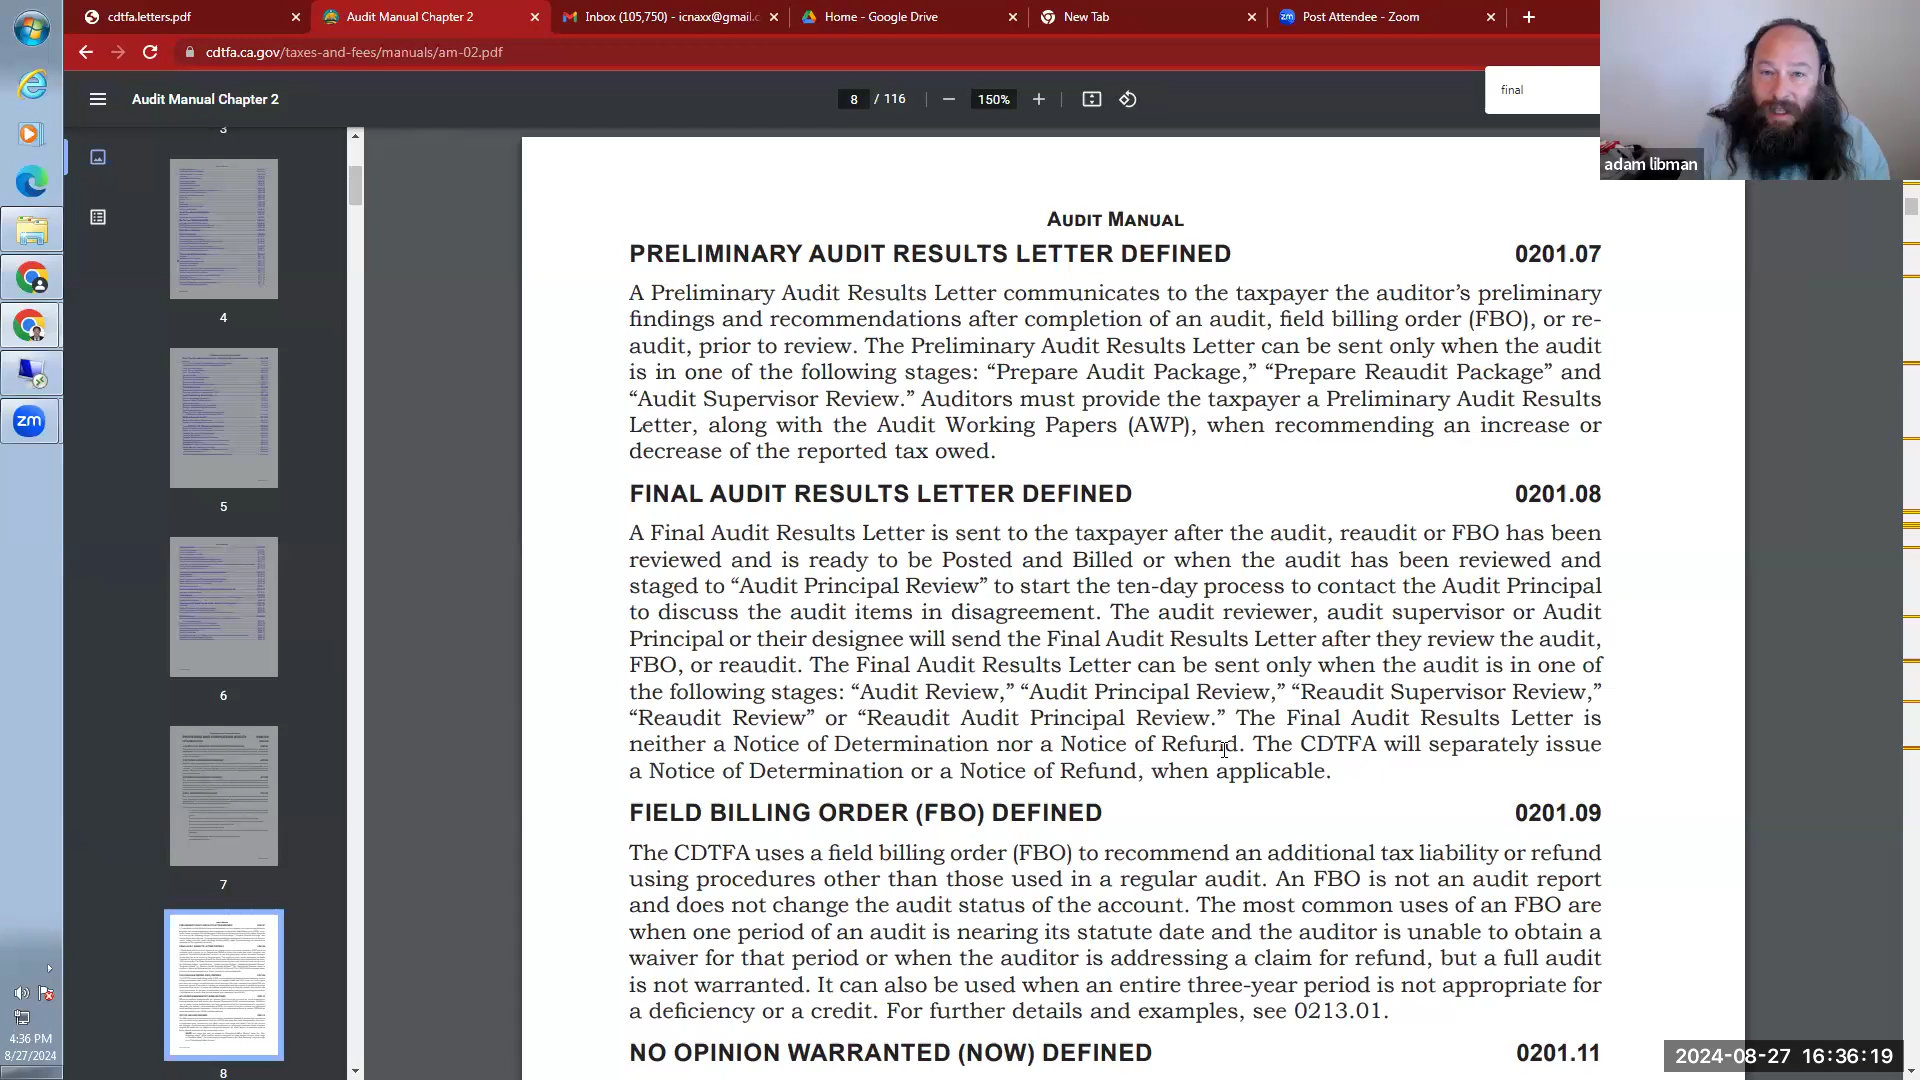 cdtfa.letters.pdf
Audit Manual Chapter 2
Inbox (105,750) - icnaxx@gmail.c
Home - Google Drive
New Tab
Post Attendee - Zoom
cdtfa.ca.gov/taxes-and-fees/manuals/am-02.pdf
Audit Manual Chapter 2
8 / 116
150%
final
adam libman
3
4
5
6
7
8
AUDIT MANUAL
PRELIMINARY AUDIT RESULTS LETTER DEFINED 0201.07
A Preliminary Audit Results Letter communicates to the taxpayer the auditor’s preliminary
findings and recommendations after completion of an audit, field billing order (FBO), or re-
audit, prior to review. The Preliminary Audit Results Letter can be sent only when the audit
is in one of the following stages: “Prepare Audit Package,” “Prepare Reaudit Package” and
“Audit Supervisor Review.” Auditors must provide the taxpayer a Preliminary Audit Results
Letter, along with the Audit Working Papers (AWP), when recommending an increase or
decrease of the reported tax owed.
FINAL AUDIT RESULTS LETTER DEFINED 0201.08
A Final Audit Results Letter is sent to the taxpayer after the audit, reaudit or FBO has been
reviewed and is ready to be Posted and Billed or when the audit has been reviewed and
staged to “Audit Principal Review” to start the ten-day process to contact the Audit Principal
to discuss the audit items in disagreement. The audit reviewer, audit supervisor or Audit
Principal or their designee will send the Final Audit Results Letter after they review the audit,
FBO, or reaudit. The Final Audit Results Letter can be sent only when the audit is in one of
the following stages: “Audit Review,” “Audit Principal Review,” “Reaudit Supervisor Review,”
“Reaudit Review” or “Reaudit Audit Principal Review.” The Final Audit Results Letter is
neither a Notice of Determination nor a Notice of Refund. The CDTFA will separately issue
a Notice of Determination or a Notice of Refund, when applicable.
FIELD BILLING ORDER (FBO) DEFINED 0201.09
The CDTFA uses a field billing order (FBO) to recommend an additional tax liability or refund
using procedures other than those used in a regular audit. An FBO is not an audit report
and does not change the audit status of the account. The most common uses of an FBO are
when one period of an audit is nearing its statute date and the auditor is unable to obtain a
waiver for that period or when the auditor is addressing a claim for refund, but a full audit
is not warranted. It can also be used when an entire three-year period is not appropriate for
a deficiency or a credit. For further details and examples, see 0213.01.
NO OPINION WARRANTED (NOW) DEFINED 0201.11
zm
zm
4:36 PM
8/27/2024
2024-08-27 16:36:19